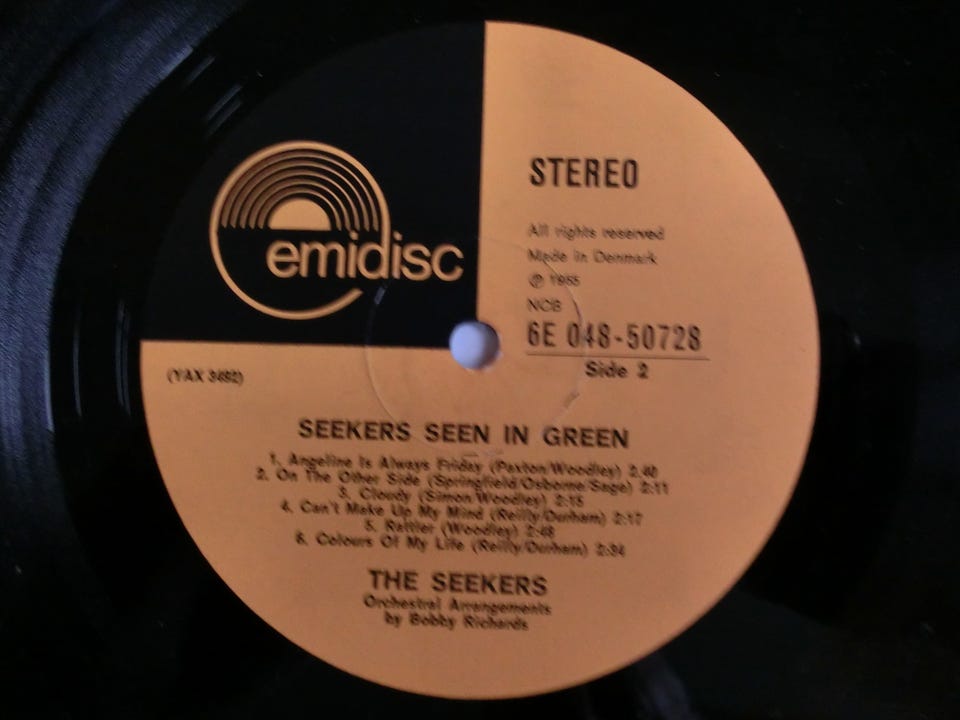 emidisc
STEREO
All rights reserved
Made in Denmark
℗ 1965
NCB
6E 048-50728
Side 2
(YAX 3492)
SEEKERS SEEN IN GREEN
1. Angeline Is Always Friday (Paxton/Woodley) 2:40
2. On The Other Side (Springfield/Osborne/Sage) 2:11
3. Cloudy (Simon/Woodley) 2:15
4. Can't Make Up My Mind (Reilly/Durham) 2:17
5. Rattler (Woodley) 2:48
6. Colours Of My Life (Reilly/Durham) 2:34
THE SEEKERS
Orchestral Arrangements
by Bobby Richards